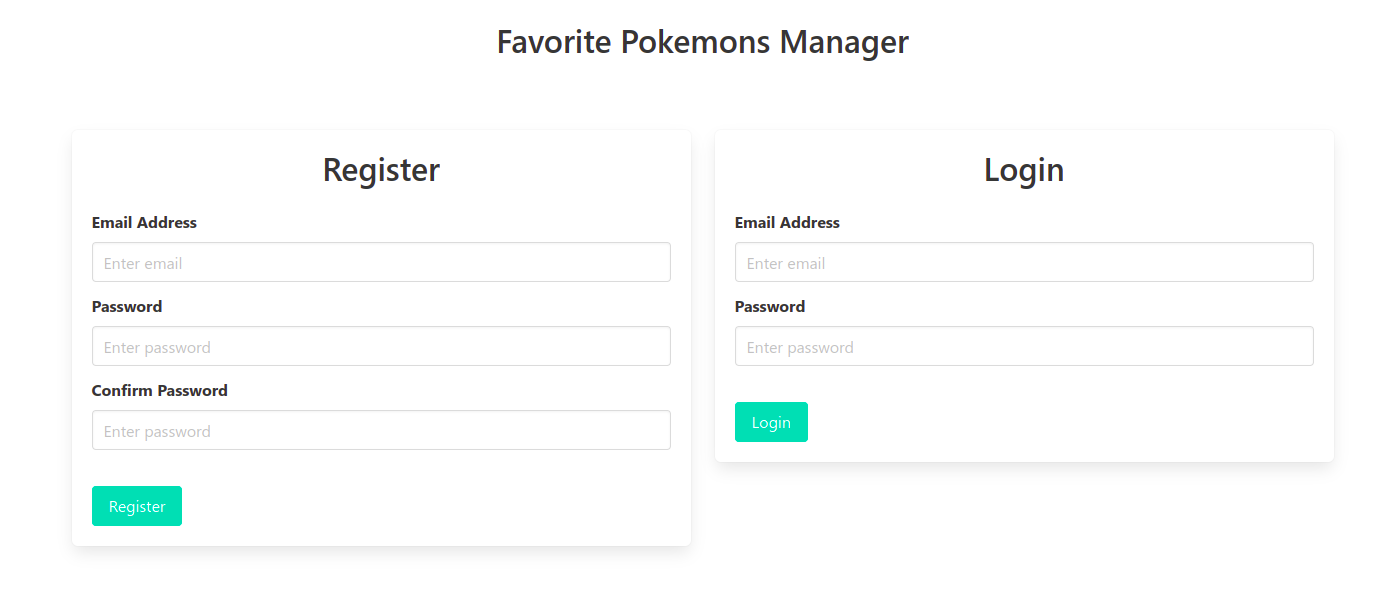 Favorite Pokemons Manager
Register
Email Address
Enter email
Password
Enter password
Confirm Password
Enter password
Register
Login
Email Address
Enter email
Password
Enter password
Login